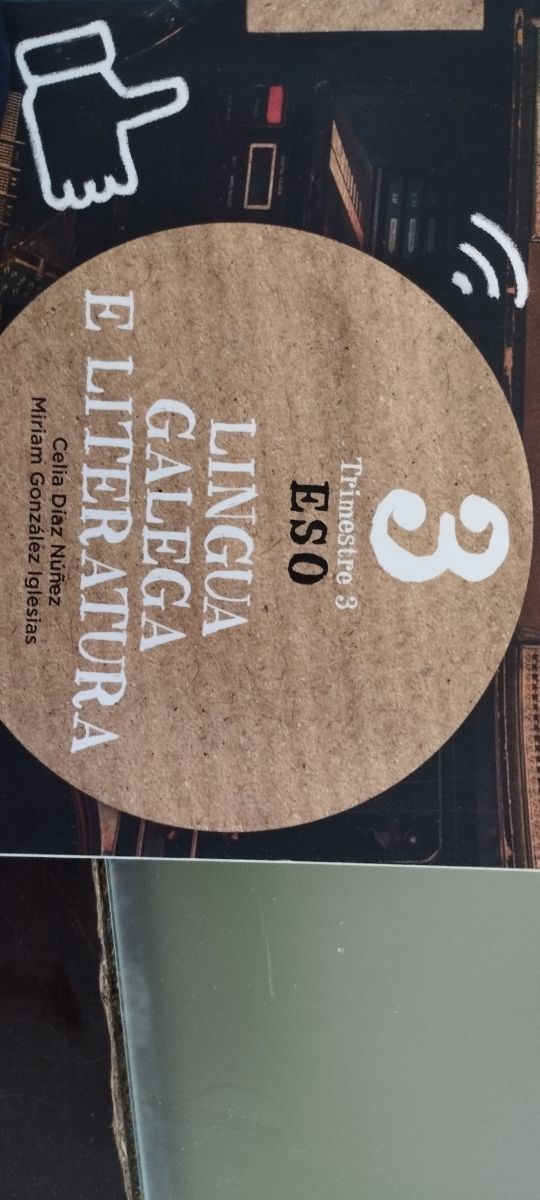 3
Trimestre 3
ESO
LINGUA
GALEGA
E LITERATURA
Celia Díaz Núñez
Miriam González Iglesias